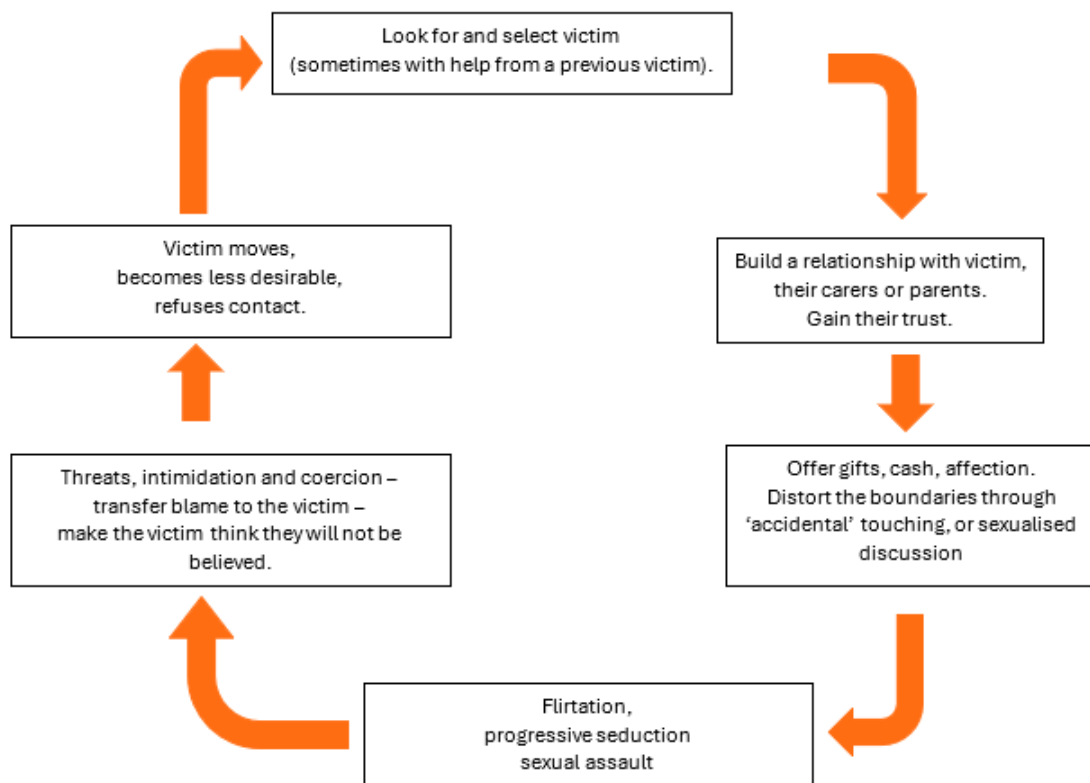 Look for and select victim
(sometimes with help from a previous victim).
Build a relationship with victim,
their carers or parents.
Gain their trust.
Offer gifts, cash, affection.
Distort the boundaries through
‘accidental’ touching, or sexualised
discussion
Flirtation,
progressive seduction
sexual assault
Threats, intimidation and coercion –
transfer blame to the victim –
make the victim think they will not be
believed.
Victim moves,
becomes less desirable,
refuses contact.